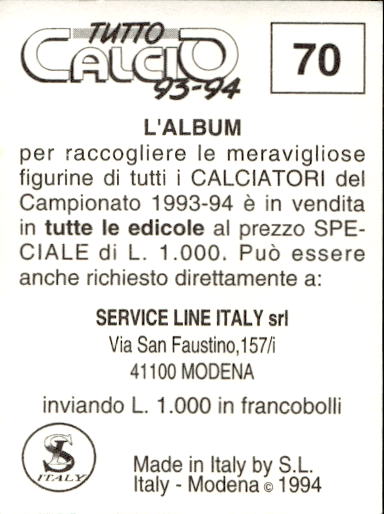 TUTTO
CALCIO
93-94
70
L'ALBUM
per raccogliere le meravigliose
figurine di tutti i CALCIATORI del
Campionato 1993-94 è in vendita
in tutte le edicole al prezzo SPE-
CIALE di L. 1.000. Può essere
anche richiesto direttamente a:
SERVICE LINE ITALY srl
Via San Faustino,157/i
41100 MODENA
inviando L. 1.000 in francobolli
SL
ITALY
Made in Italy by S.L.
Italy - Modena © 1994